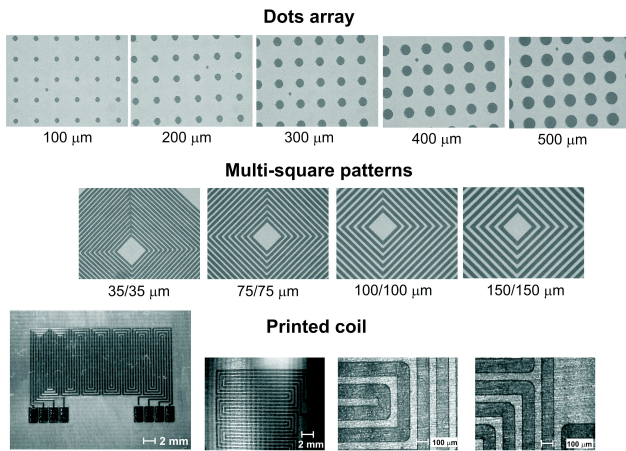 Dots array
100 μm
200 μm
300 μm
400 μm
500 μm
Multi-square patterns
35/35 μm
75/75 μm
100/100 μm
150/150 μm
Printed coil
2 mm
2 mm
100 μm
100 μm